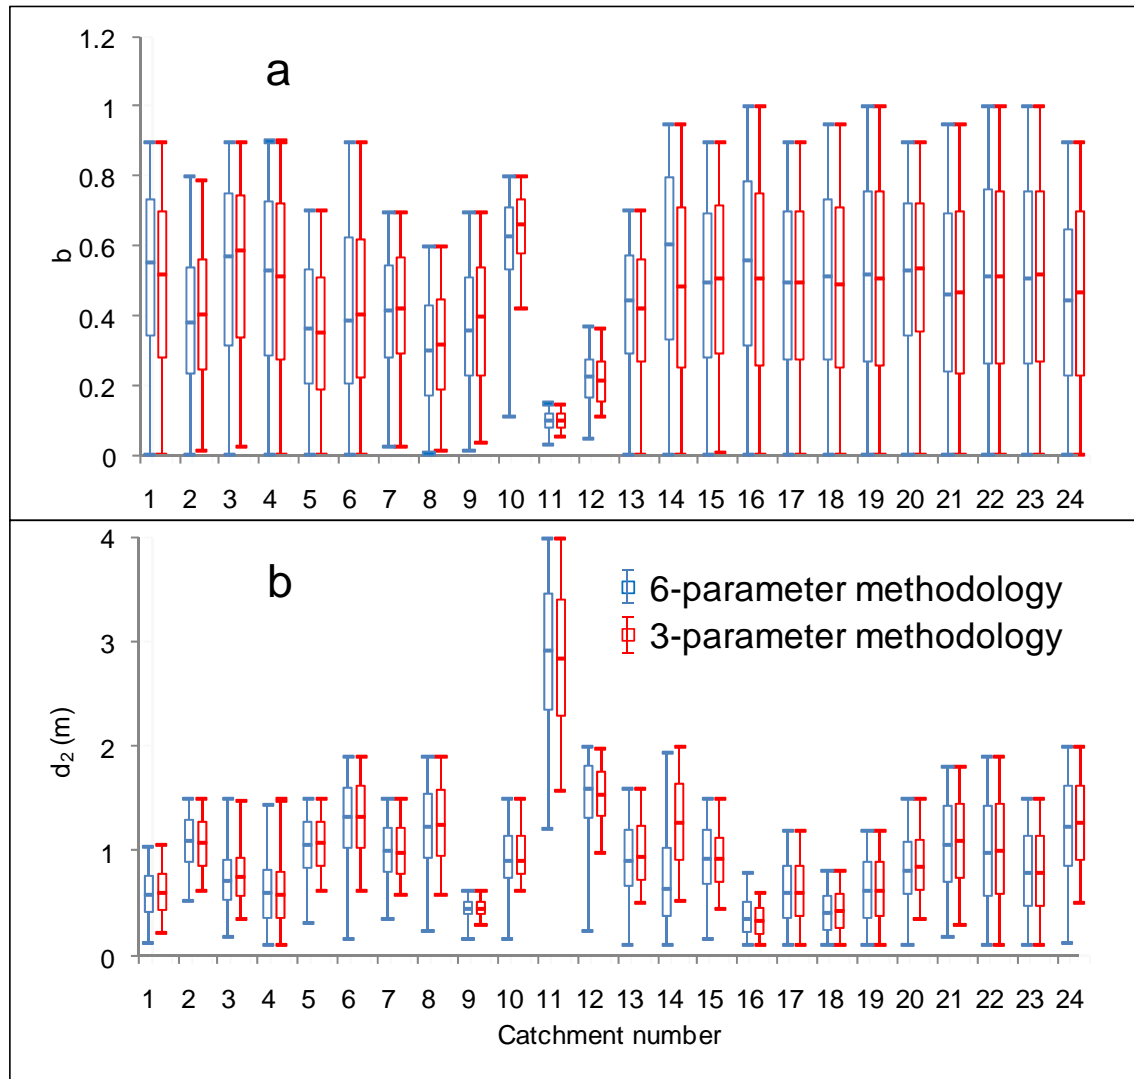 1.2
a
1
0.8
0.6
b
0.4
0.2
0
1 2 3 4 5 6 7 8 9 10 11 12 13 14 15 16 17 18 19 20 21 22 23 24
4
b
6-parameter methodology
3-parameter methodology
3
d₂ (m)
2
1
0
1 2 3 4 5 6 7 8 9 10 11 12 13 14 15 16 17 18 19 20 21 22 23 24
Catchment number